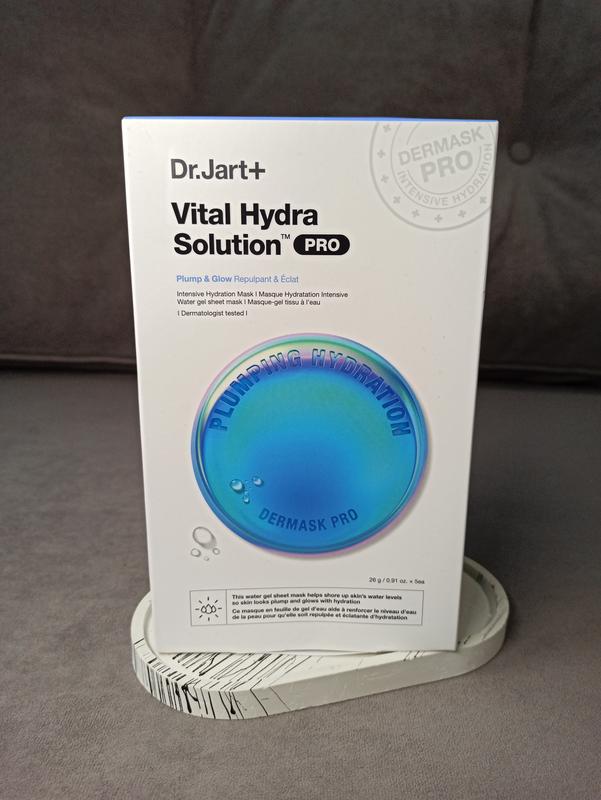 Dr.Jart+
DERMASK
PRO
INTENSIVE HYDRATION
Vital Hydra
Solution™ PRO
Plump & Glow Repulpant & Éclat
Intensive Hydration Mask I Masque Hydratation Intensive
Water gel sheet mask I Masque-gel tissu à l'eau
I Dermatologist tested I
PLUMPING HYDRATION
DERMASK PRO
26 g / 0.91 oz. × 5ea
This water gel sheet mask helps shore up skin's water levels
so skin looks plump and glows with hydration
Ce masque en feuille de gel d'eau aide à renforcer le niveau d'eau
de la peau pour qu'elle soit repulpée et éclatante d'hydratation